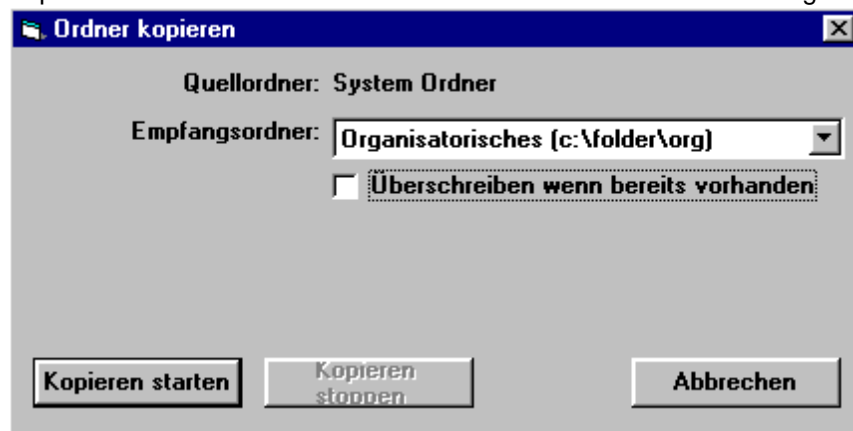 Ordner kopieren
Quellordner: System Ordner
Empfangsordner: Organisatorisches (c:\folder\org)
Überschreiben wenn bereits vorhanden
Kopieren starten
Kopieren
stoppen
Abbrechen